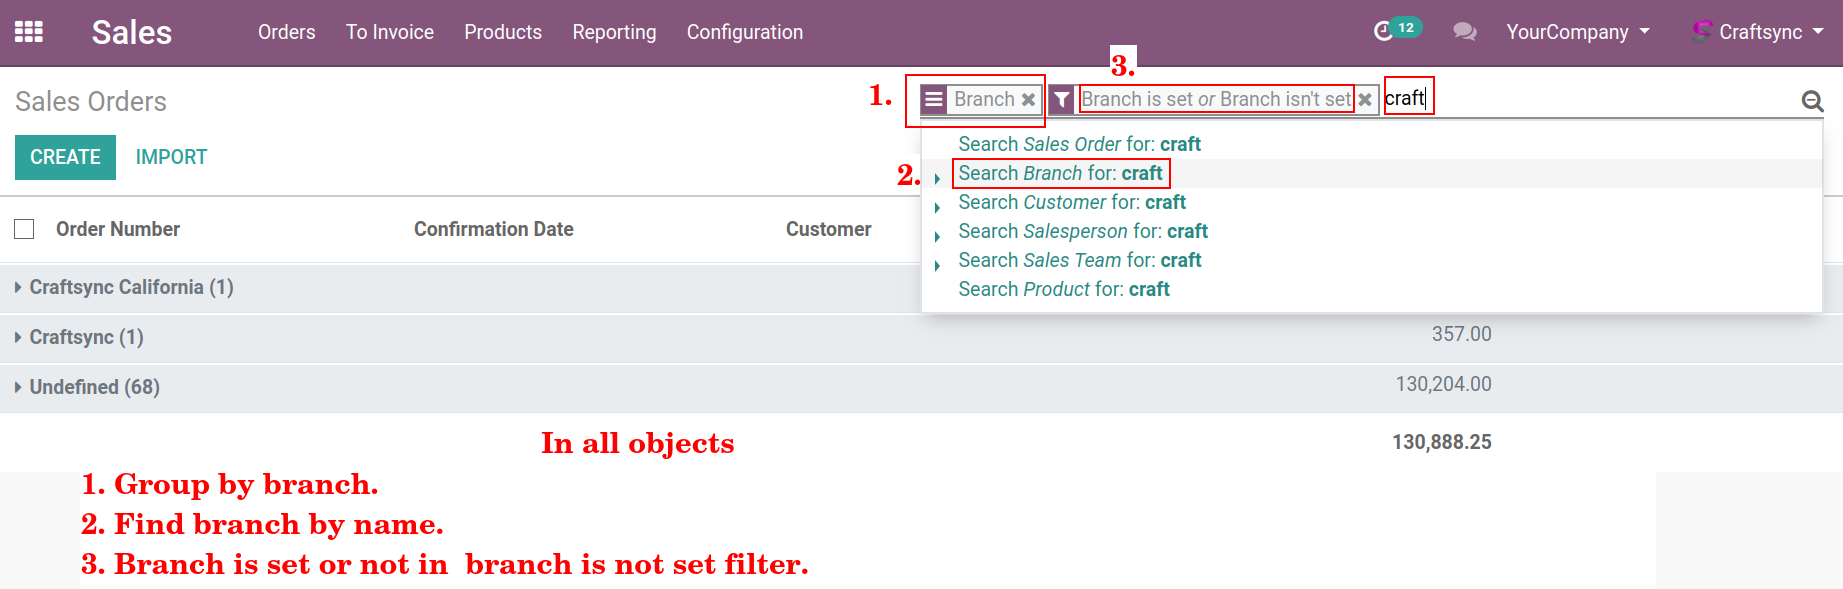 Sales Orders To Invoice Products Reporting Configuration 12 YourCompany Craftsync
3.
Sales Orders
1. Branch Branch is set or Branch isn't set craft
CREATE IMPORT
Search Sales Order for: craft
2. Search Branch for: craft
Search Customer for: craft
Search Salesperson for: craft
Search Sales Team for: craft
Search Product for: craft
Order Number Confirmation Date Customer
Craftsync California (1)
Craftsync (1) 357.00
Undefined (68) 130,204.00
130,888.25
In all objects
1. Group by branch.
2. Find branch by name.
3. Branch is set or not in branch is not set filter.